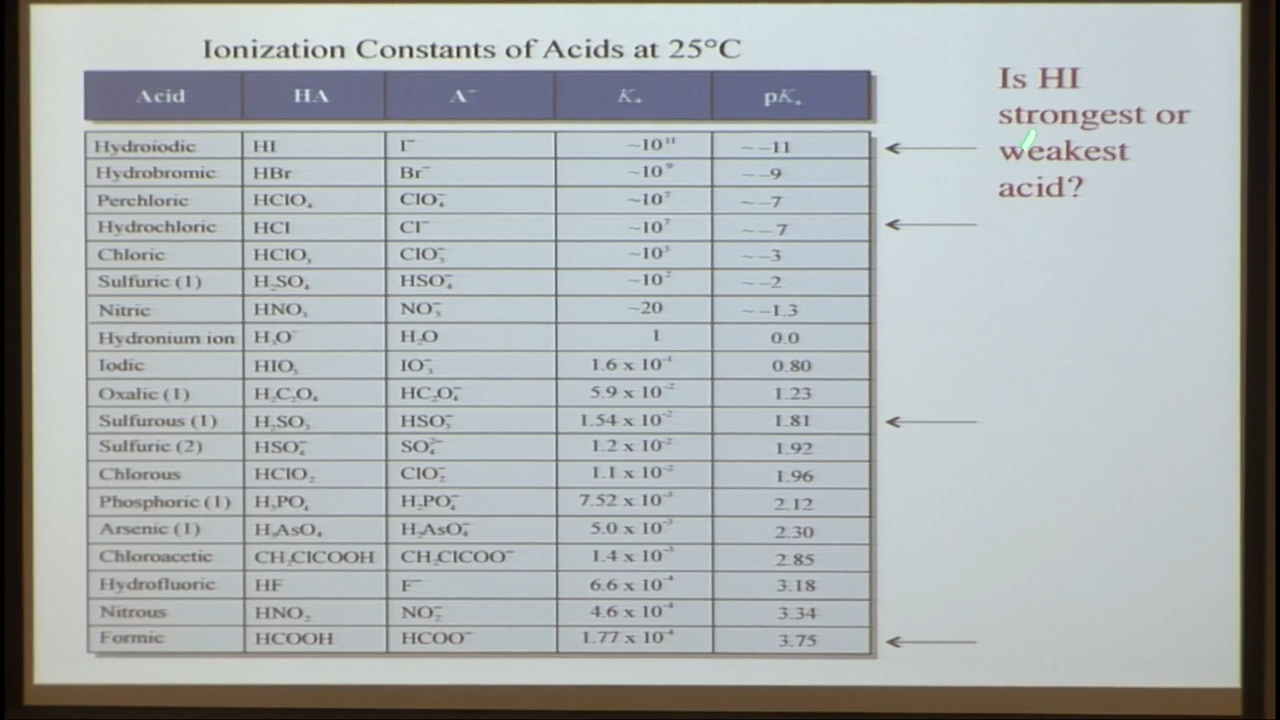 Ionization Constants of Acids at 25°C
Is HI
strongest or
weakest
acid?
Acid HA A⁻ Kₐ pKₐ
Hydroiodic HI I⁻ ~10¹¹ ~–11
Hydrobromic HBr Br⁻ ~10⁹ ~–9
Perchloric HClO₄ ClO₄⁻ ~10⁷ ~–7
Hydrochloric HCl Cl⁻ ~10⁷ ~–7
Chloric HClO₃ ClO₃⁻ ~10³ ~–3
Sulfuric (1) H₂SO₄ HSO₄⁻ ~10² ~–2
Nitric HNO₃ NO₃⁻ ~20 ~–1.3
Hydronium ion H₃O⁺ H₂O 1 0.0
Iodic HIO₃ IO₃⁻ 1.6 x 10⁻¹ 0.80
Oxalic (1) H₂C₂O₄ HC₂O₄⁻ 5.9 x 10⁻² 1.23
Sulfurous (1) H₂SO₃ HSO₃⁻ 1.54 x 10⁻² 1.81
Sulfuric (2) HSO₄⁻ SO₄²⁻ 1.2 x 10⁻² 1.92
Chlorous HClO₂ ClO₂⁻ 1.1 x 10⁻² 1.96
Phosphoric (1) H₃PO₄ H₂PO₄⁻ 7.52 x 10⁻³ 2.12
Arsenic (1) H₃AsO₄ H₂AsO₄⁻ 5.0 x 10⁻³ 2.30
Chloroacetic CH₂ClCOOH CH₂ClCOO⁻ 1.4 x 10⁻³ 2.85
Hydrofluoric HF F⁻ 6.6 x 10⁻⁴ 3.18
Nitrous HNO₂ NO₂⁻ 4.6 x 10⁻⁴ 3.34
Formic HCOOH HCOO⁻ 1.77 x 10⁻⁴ 3.75